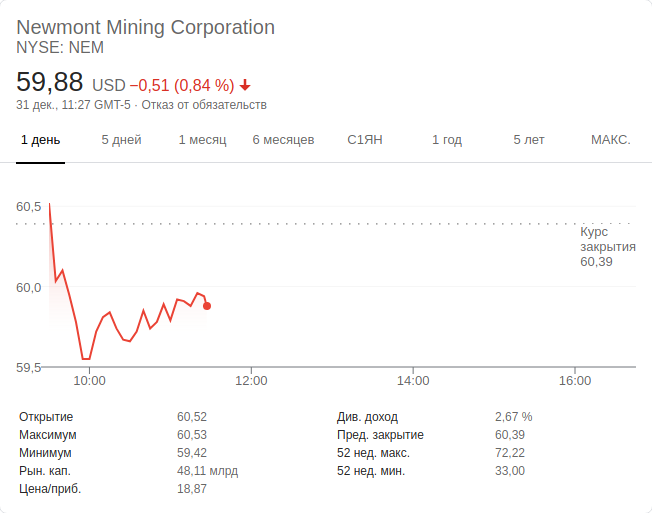 Newmont Mining Corporation
NYSE: NEM
59,88 USD −0,51 (0,84 %)
31 дек., 11:27 GMT-5 · Отказ от обязательств
1 день 5 дней 1 месяц 6 месяцев С1ЯН 1 год 5 лет МАКС.
60,5
Курс
закрытия
60,39
60,0
59,5
10:00 12:00 14:00 16:00
Открытие 60,52 Див. доход 2,67 %
Максимум 60,53 Пред. закрытие 60,39
Минимум 59,42 52 нед. макс. 72,22
Рын. кап. 48,11 млрд 52 нед. мин. 33,00
Цена/приб. 18,87